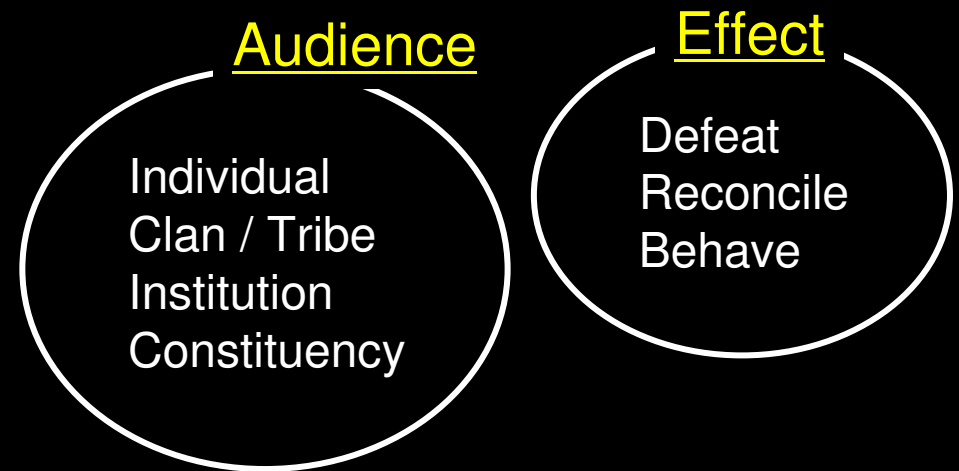 Audience
Individual
Clan / Tribe
Institution
Constituency
Effect
Defeat
Reconcile
Behave